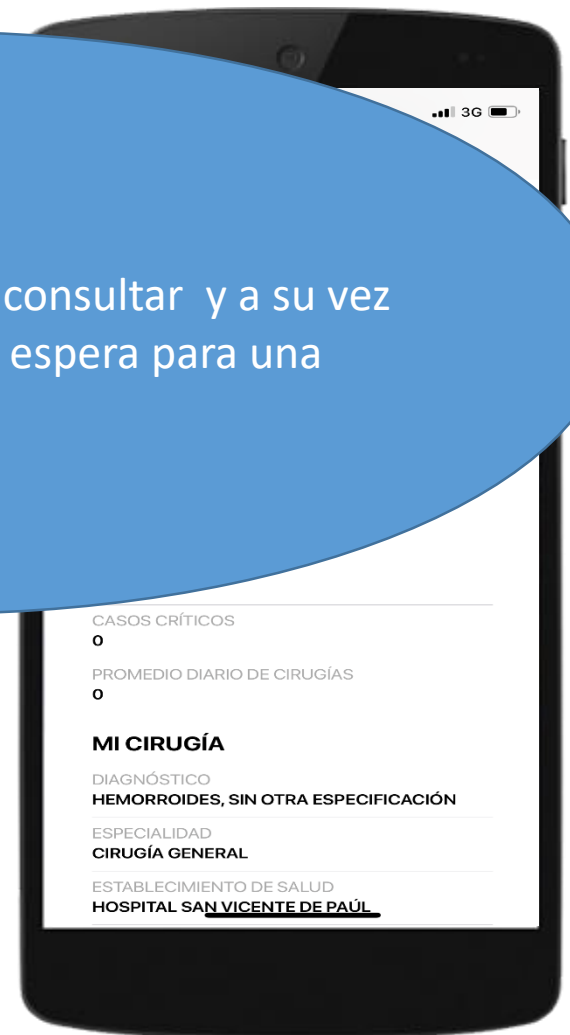 3G
consultar y a su vez
espera para una
CASOS CRÍTICOS
0
PROMEDIO DIARIO DE CIRUGÍAS
0
MI CIRUGÍA
DIAGNÓSTICO
HEMORROIDES, SIN OTRA ESPECIFICACIÓN
ESPECIALIDAD
CIRUGÍA GENERAL
ESTABLECIMIENTO DE SALUD
HOSPITAL SAN VICENTE DE PAÚL